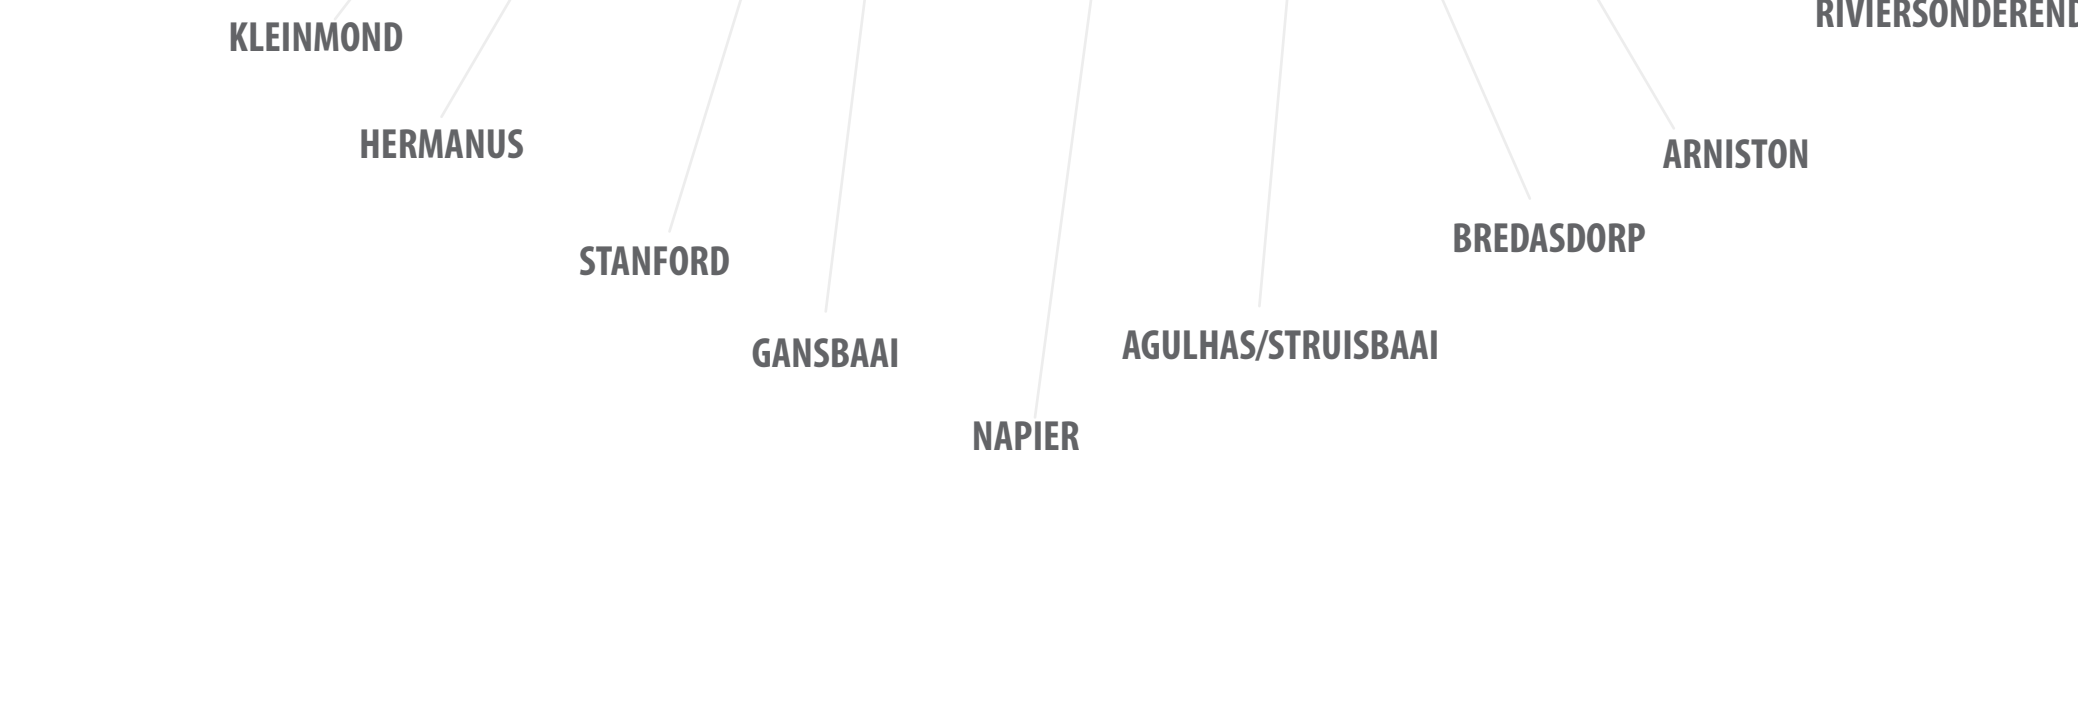 RIVIERSONDEREND
KLEINMOND
HERMANUS
ARNISTON
BREDASDORP
STANFORD
AGULHAS/STRUISBAAI
GANSBAAI
NAPIER